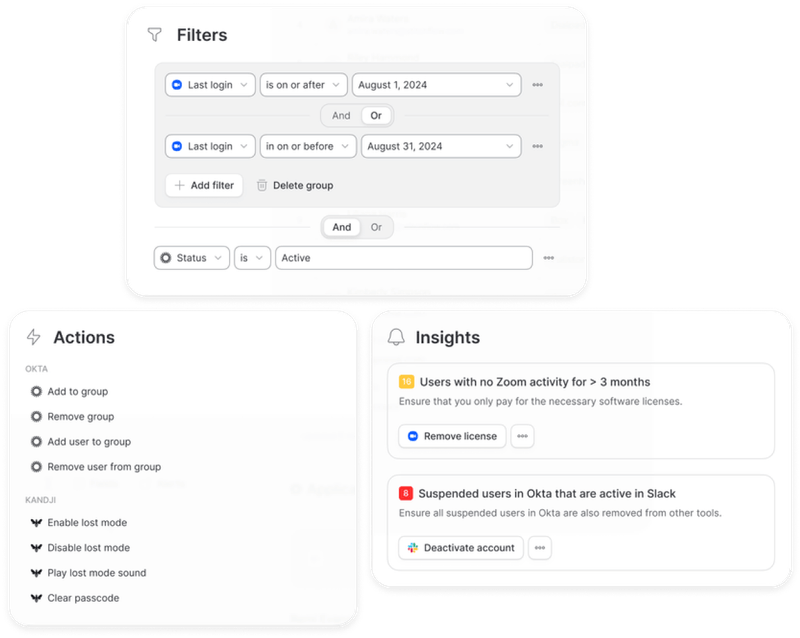 Filters
Last login is on or after August 1, 2024
And Or
Last login in on or before August 31, 2024
Add filter Delete group
And Or
Status is Active
Actions
OKTA
Add to group
Remove group
Add user to group
Remove user from group
KANDJI
Enable lost mode
Disable lost mode
Play lost mode sound
Clear passcode
Insights
16 Users with no Zoom activity for > 3 months
Ensure that you only pay for the necessary software licenses.
Remove license
8 Suspended users in Okta that are active in Slack
Ensure all suspended users in Okta are also removed from other tools.
Deactivate account